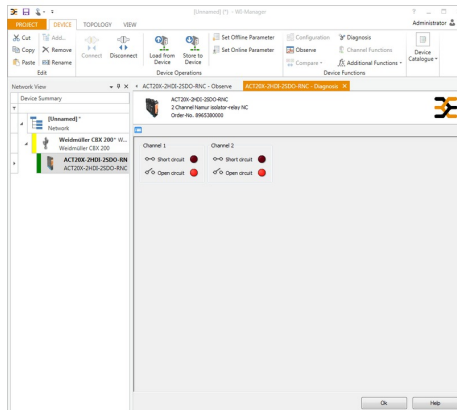 [Unnamed] (*) - WI-Manager
PROJECT DEVICE TOPOLOGY VIEW Administrator
Cut Add...
Copy Remove
Paste Rename
Edit
Connect Disconnect
Load from Device Store to Device
Set Offline Parameter
Set Online Parameter
Device Operations
Configuration Diagnosis
Observe Channel Functions
Compare Additional Functions
Device Functions
Device Catalogue
Network View
Device Summary
[Unnamed] *
Network
Weidmüller CBX 200* W...
Weidmüller CBX 200
ACT20X-2HDI-2SDO-RN
ACT20X-2HDI-2SDO-RNC
ACT20X-2HDI-2SDO-RNC - Observe ACT20X-2HDI-2SDO-RNC - Diagnosis
ACT20X-2HDI-2SDO-RNC
2 Channel Namur isolator-relay NC
Order-No. 8965380000
Channel 1 Channel 2
Short circuit Short circuit
Open circuit Open circuit
Ok Help